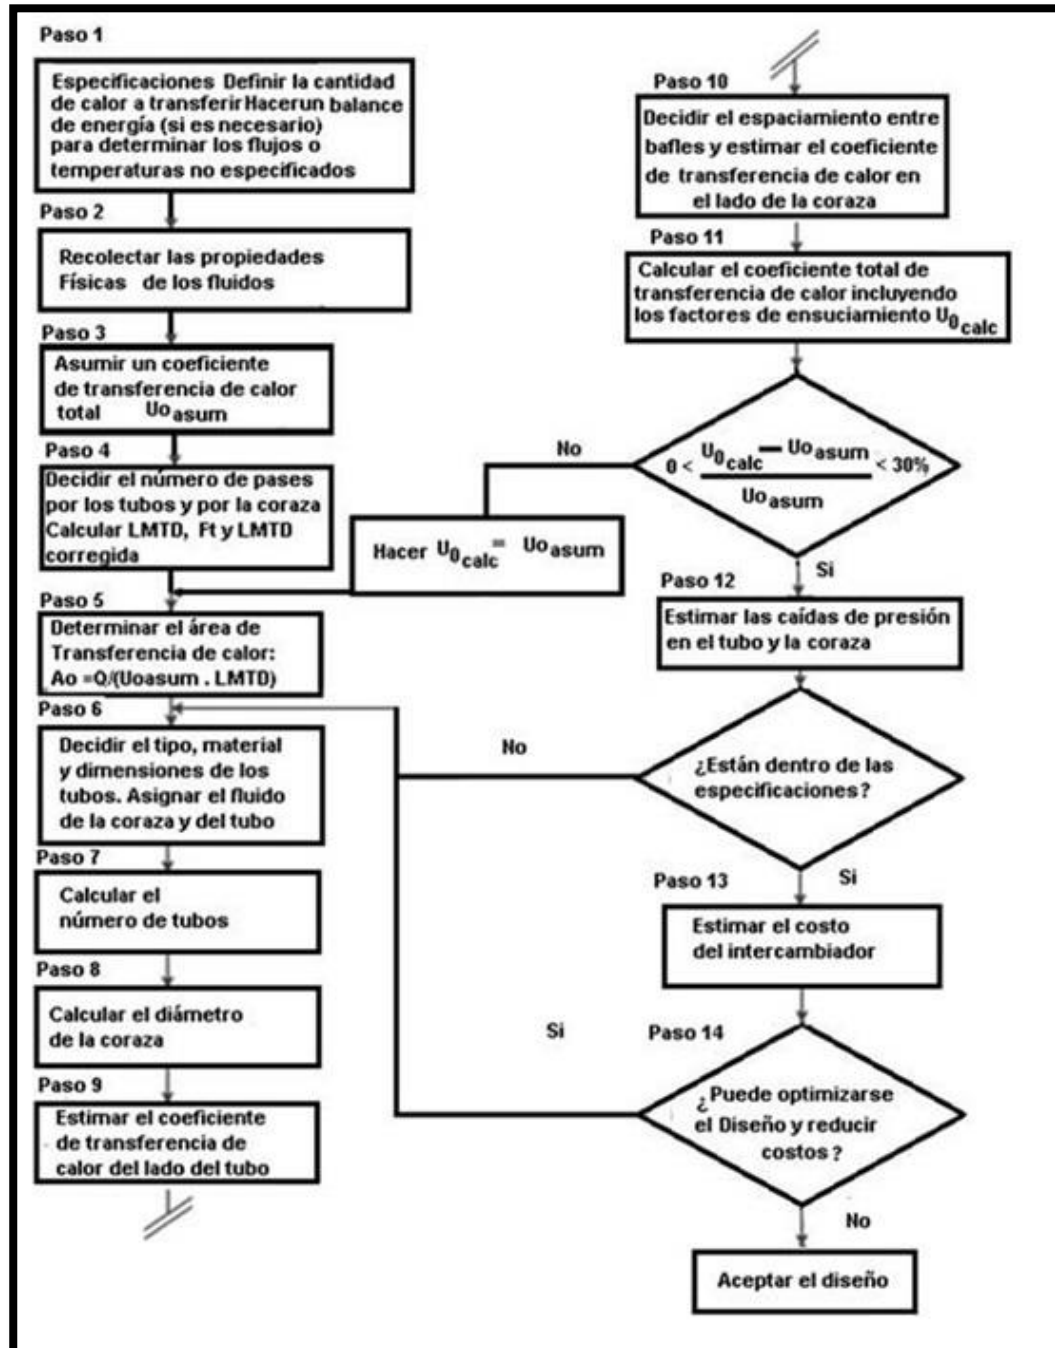 Paso 1
Especificaciones Definir la cantidad
de calor a transferirHacerun balance
de energía (si es necesario)
para determinar los flujos o
temperaturas no especificados
Paso 2
Recolectar las propiedades
Físicas de los fluidos
Paso 3
Asumir un coeficiente
de transferencia de calor
total Uo asum
Paso 4
Decidir el número de pases
por los tubos y por la coraza
Calcular LMTD, Ft y LMTD
corregida
Paso 5
Determinar el área de
Transferencia de calor:
Ao =Q/(Uoasum . LMTD)
Paso 6
Decidir el tipo, material
y dimensiones de los
tubos. Asignar el fluido
de la coraza y del tubo
Paso 7
Calcular el
número de tubos
Paso 8
Calcular el diámetro
de la coraza
Paso 9
Estimar el coeficiente
de transferencia de
calor del lado del tubo
Paso 10
Decidir el espaciamiento entre
bafles y estimar el coeficiente
de transferencia de calor en
el lado de la coraza
Paso 11
Calcular el coeficiente total de
transferencia de calor incluyendo
los factores de ensuciamiento U0calc
No
0 < U0calc — Uo asum < 30%
Uo asum
Hacer U0calc = Uo asum
Si
Paso 12
Estimar las caídas de presión
en el tubo y la coraza
No
¿Están dentro de las
especificaciones?
Si
Paso 13
Estimar el costo
del intercambiador
Si
Paso 14
¿Puede optimizarse
el Diseño y reducir
costos ?
No
Aceptar el diseño